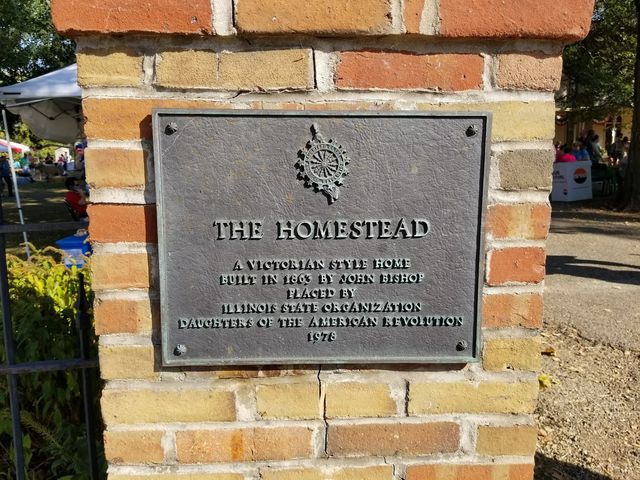 THE HOMESTEAD
A VICTORIAN STYLE HOME
BUILT IN 1863 BY JOHN BISHOP
PLACED BY
ILLINOIS STATE ORGANIZATION
DAUGHTERS OF THE AMERICAN REVOLUTION
1978